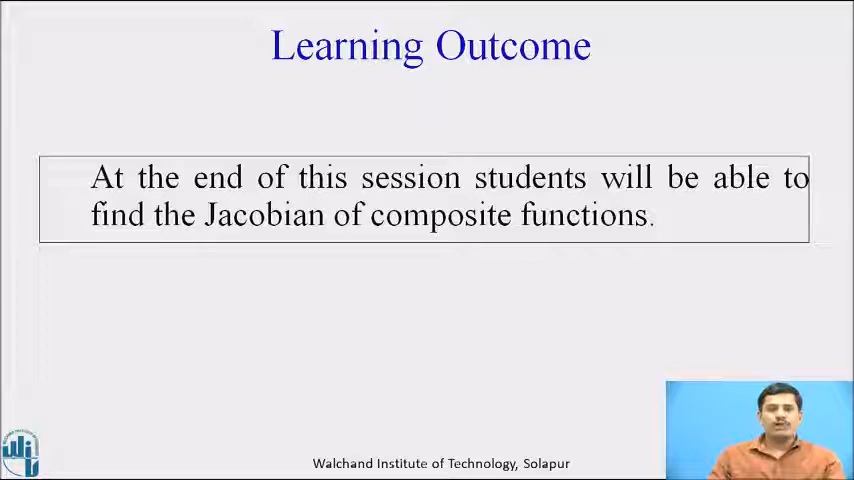 Learning Outcome
At the end of this session students will be able to
find the Jacobian of composite functions.
Walchand Institute of Technology, Solapur